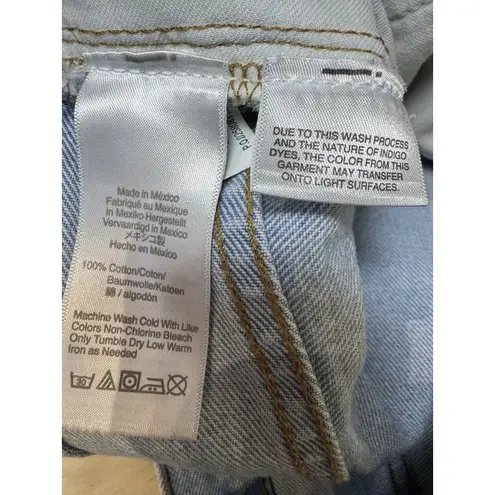 Made in México
Fabriqué au Mexique
in Mexiko Hergestellt
Vervaardigd in Mexico
メキシコ製
Hecho en México
100% Cotton/Coton/
Baumwolle/Katoen
綿 / algodón
Machine Wash Cold With Like
Colors Non-Chlorine Bleach
Only Tumble Dry Low Warm
Iron as Needed
30
DUE TO THIS WASH PROCESS
AND THE NATURE OF INDIGO
DYES, THE COLOR FROM THIS
GARMENT MAY TRANSFER
ONTO LIGHT SURFACES.